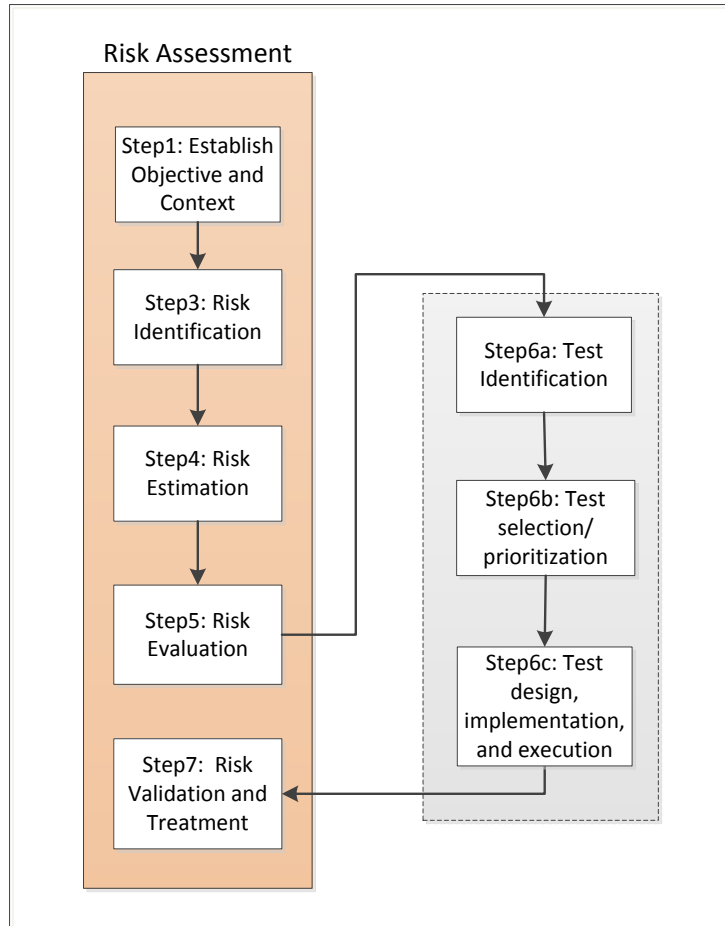 Risk Assessment
Step1: Establish
Objective and
Context
Step3: Risk
Identification
Step4: Risk
Estimation
Step5: Risk
Evaluation
Step6a: Test
Identification
Step6b: Test
selection/
prioritization
Step6c: Test
design,
implementation,
and execution
Step7:  Risk
Validation and
Treatment